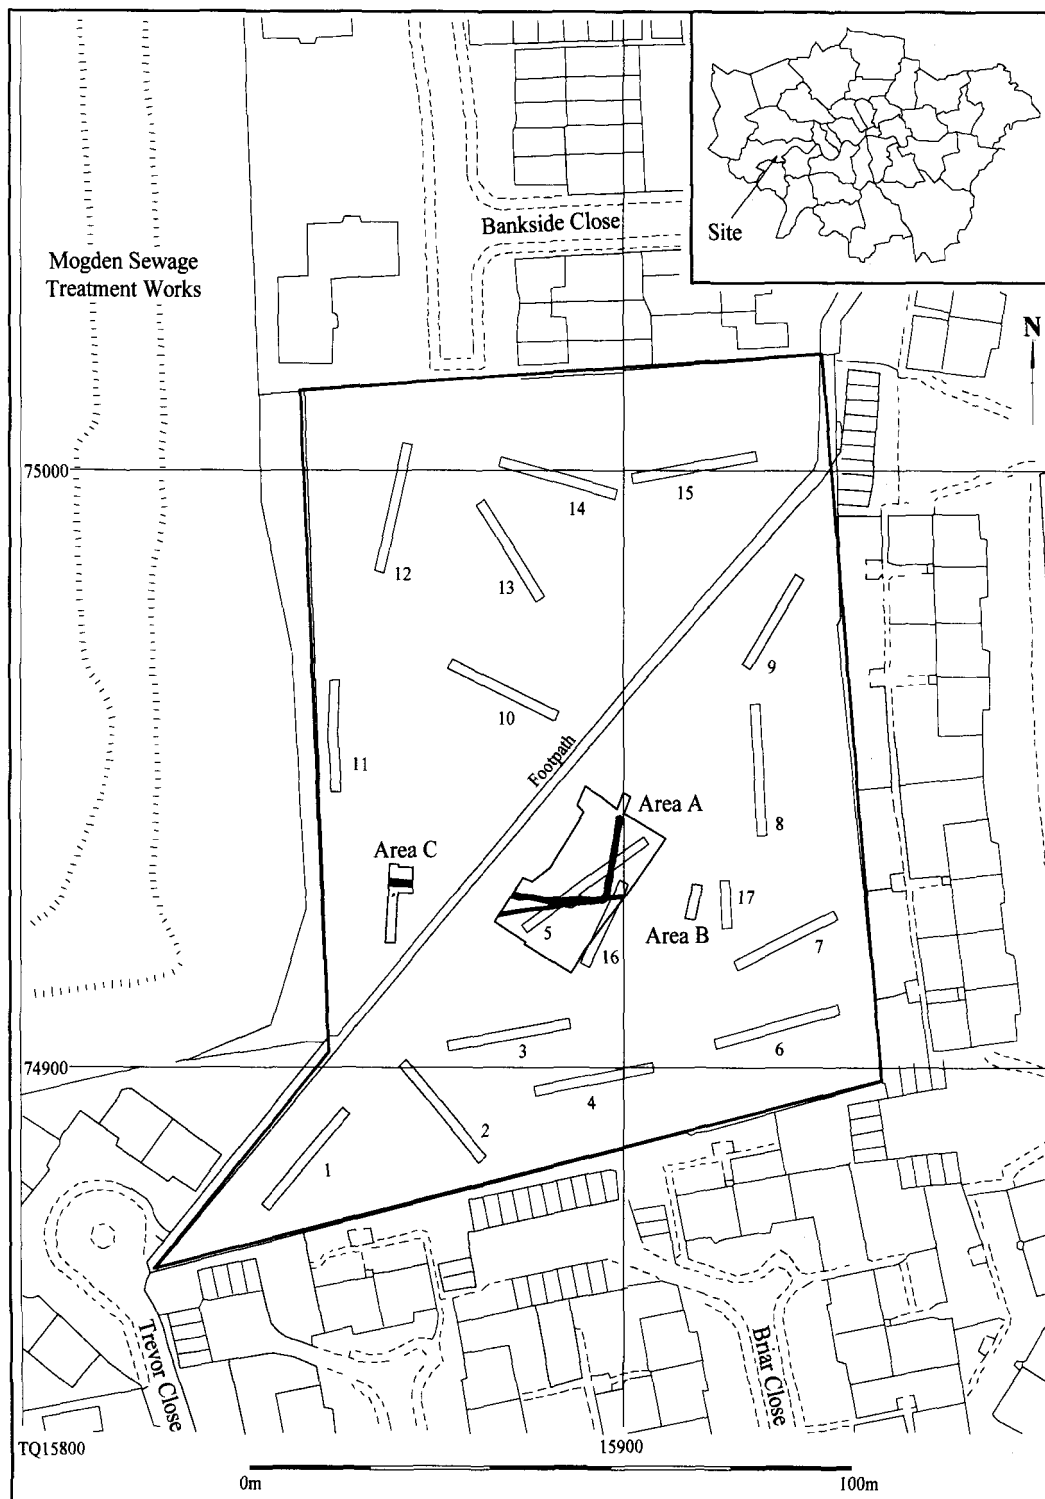 Bankside Close
Site
Mogden Sewage
Treatment Works
N
75000
14
15
12
13
9
10
Footpath
11
Area A
8
Area C
17
5
Area B
16
7
3
6
74900
4
2
1
Trevor Close
Briar Close
TQ15800
15900
0m
100m